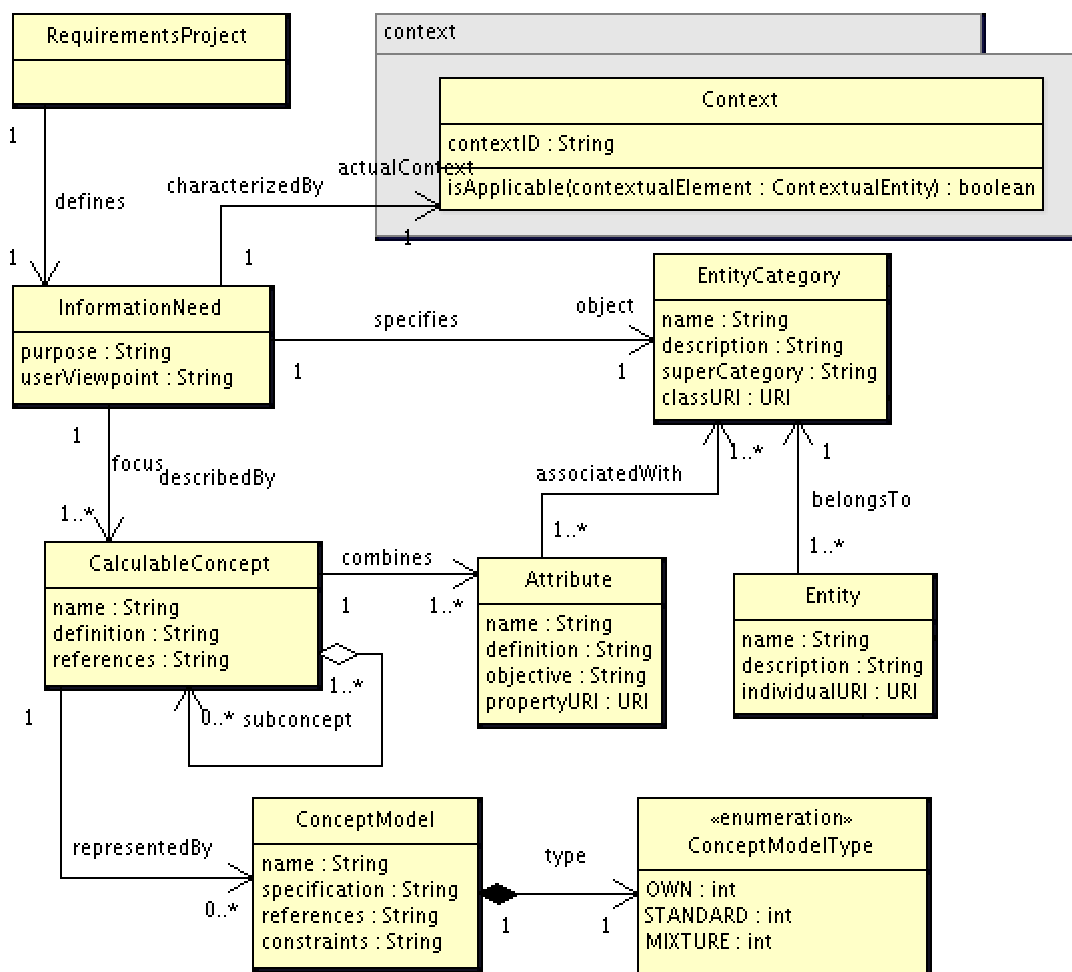 RequirementsProject
context
Context
contextID : String
isApplicable(contextualElement : ContextualEntity) : boolean
1
defines
1
characterizedBy
actualContext
1
1
InformationNeed
purpose : String
userViewpoint : String
specifies
object
1
1
EntityCategory
name : String
description : String
superCategory : String
classURI : URI
1
focus
describedBy
1..*
associatedWith
1..*
1..*
1
belongsTo
1..*
CalculableConcept
name : String
definition : String
references : String
combines
1
1..*
Attribute
name : String
definition : String
objective : String
propertyURI : URI
Entity
name : String
description : String
individualURI : URI
1..*
0..*
subconcept
1
representedBy
0..*
ConceptModel
name : String
specification : String
references : String
constraints : String
type
1
1
«enumeration»
ConceptModelType
OWN : int
STANDARD : int
MIXTURE : int